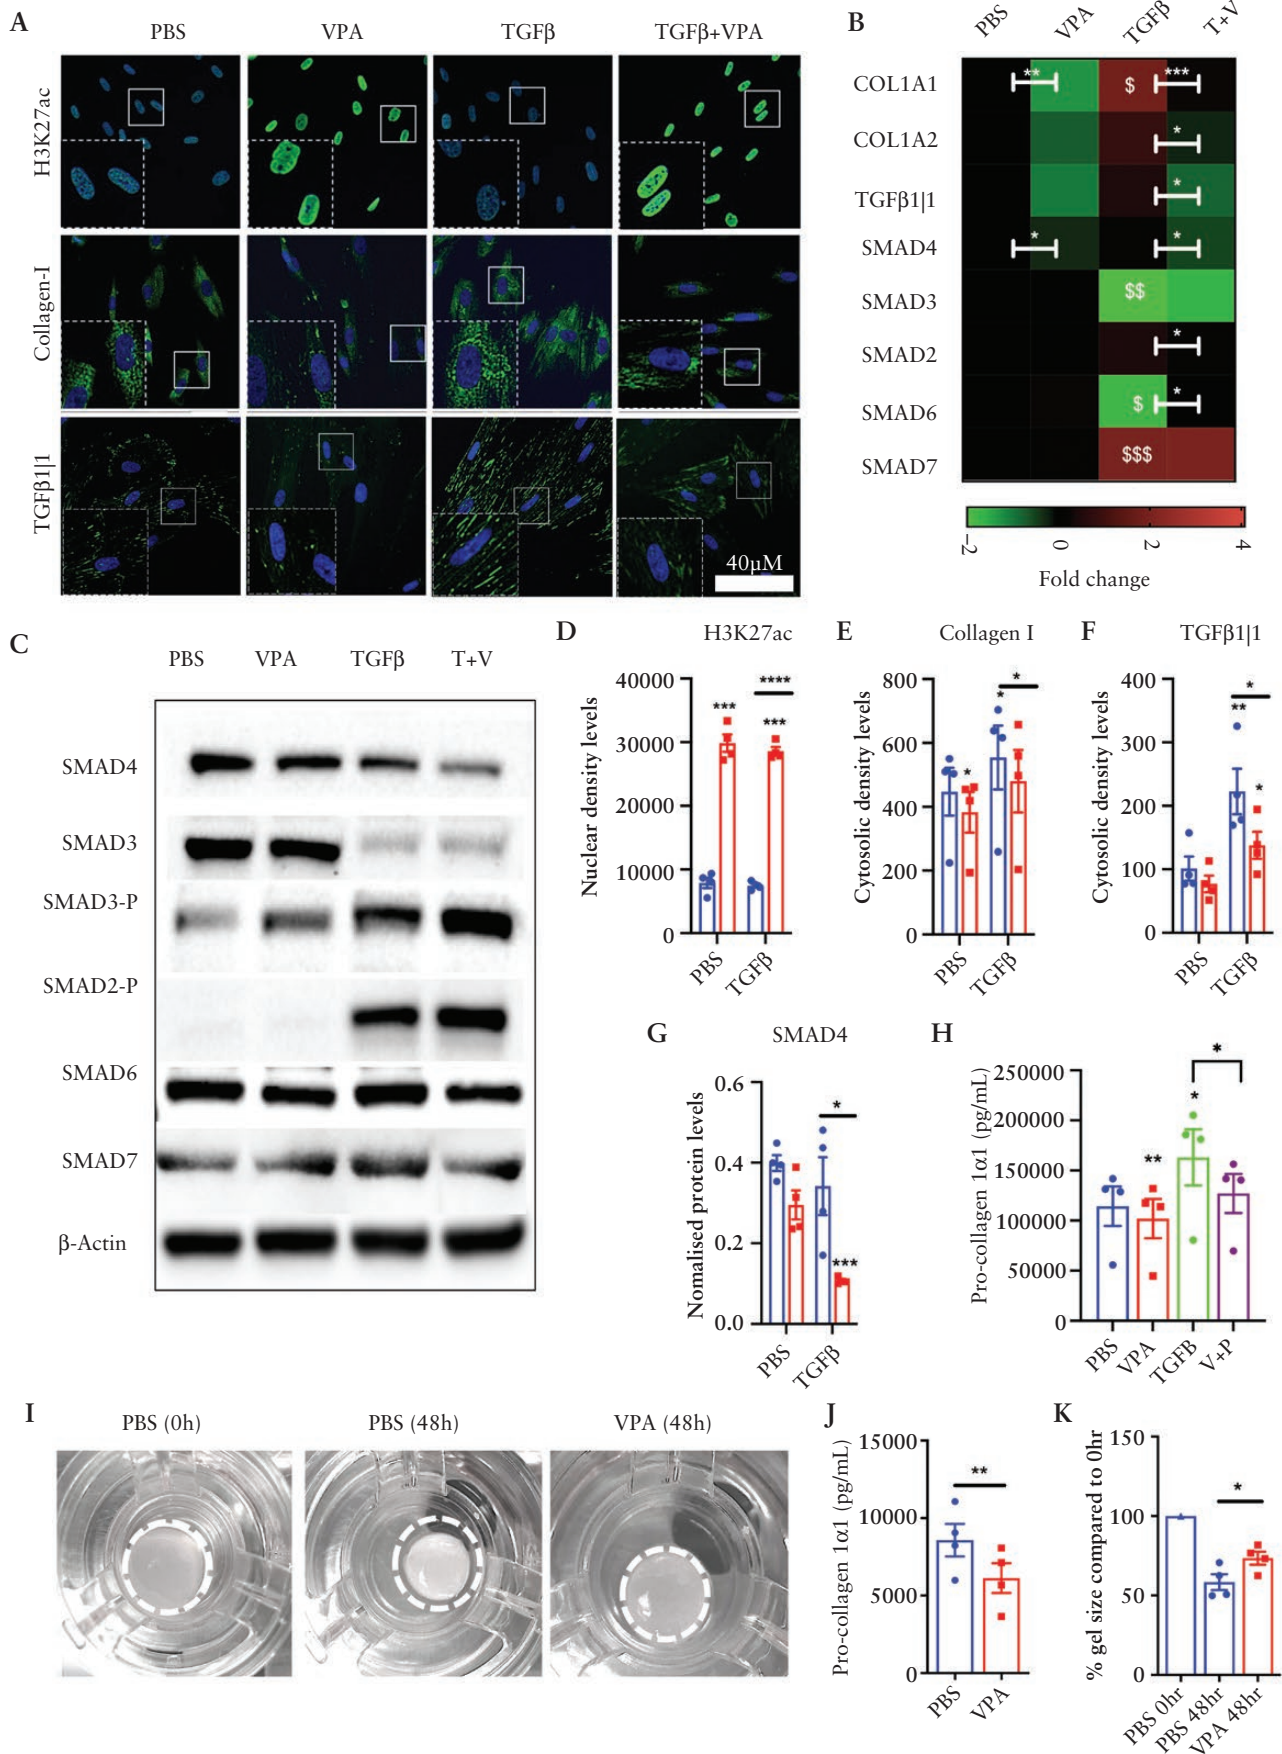 A
PBS
VPA
TGFβ
TGFβ+VPA
H3K27ac
Collagen-I
TGFβ1|1
40µM
B
PBS
VPA
TGFβ
T+V
COL1A1
** $ ***
COL1A2
*
TGFβ1|1
*
SMAD4
* *
SMAD3
$$
SMAD2
*
SMAD6
$ *
SMAD7
$$$
-2 0 2 4
Fold change
C
PBS
VPA
TGFβ
T+V
SMAD4
SMAD3
SMAD3-P
SMAD2-P
SMAD6
SMAD7
β-Actin
D
H3K27ac
Nuclear density levels
40000
30000
20000
10000
0
***
****
***
PBS
TGFβ
E
Collagen I
Cytosolic density levels
800
600
400
200
0
*
*
*
PBS
TGFβ
F
TGFβ1|1
Cytosolic density levels
400
300
200
100
0
*
**
*
PBS
TGFβ
G
SMAD4
Nomalised protein levels
0.6
0.4
0.2
0.0
*
***
PBS
TGFβ
H
Pro-collagen 1α1 (pg/mL)
250000
200000
150000
100000
50000
0
*
*
**
PBS
VPA
TGFB
V+P
I
PBS (0h)
PBS (48h)
VPA (48h)
J
Pro-collagen 1α1 (pg/mL)
15000
10000
5000
0
**
PBS
VPA
K
% gel size compared to 0hr
150
100
50
0
*
PBS 0hr
PBS 48hr
VPA 48hr